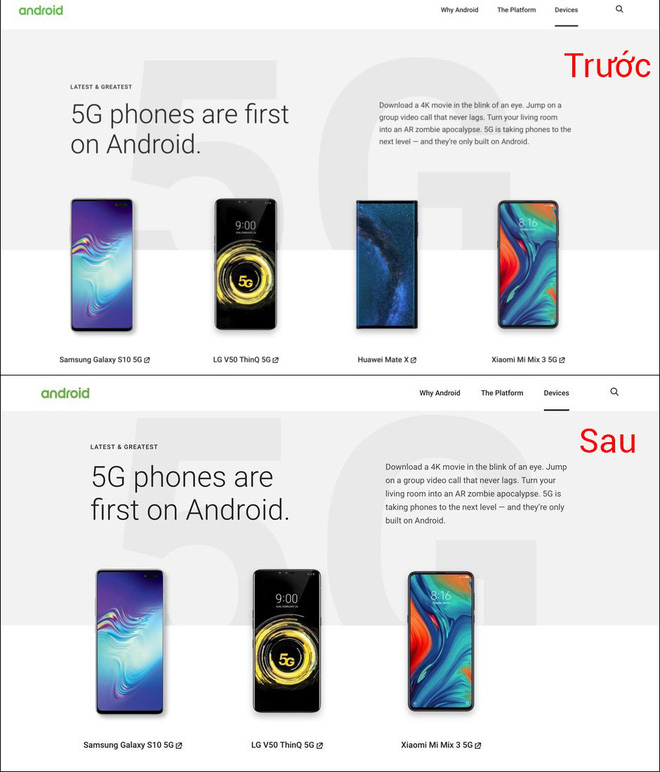 android
Why Android The Platform Devices
Trước
LATEST & GREATEST
5G phones are first
on Android.
Download a 4K movie in the blink of an eye. Jump on a
group video call that never lags. Turn your living room
into an AR zombie apocalypse. 5G is taking phones to the
next level — and they're only built on Android.
5G
9:00
5G
8:16
Samsung Galaxy S10 5G LG V50 ThinQ 5G Huawei Mate X Xiaomi Mi Mix 3 5G
android
Why Android The Platform Devices
Sau
LATEST & GREATEST
5G phones are
first on Android.
Download a 4K movie in the blink of an eye. Jump
on a group video call that never lags. Turn your
living room into an AR zombie apocalypse. 5G is
taking phones to the next level — and they're only
built on Android.
5G
9:00
5G
8:16
Samsung Galaxy S10 5G LG V50 ThinQ 5G Xiaomi Mi Mix 3 5G